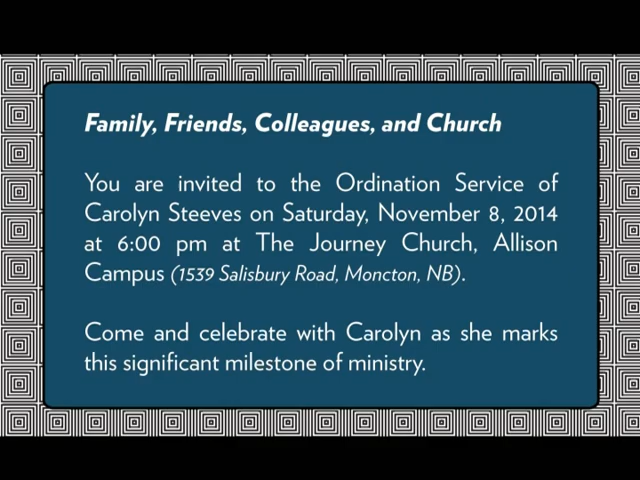 Family, Friends, Colleagues, and Church
You are invited to the Ordination Service of
Carolyn Steeves on Saturday, November 8, 2014
at 6:00 pm at The Journey Church, Allison
Campus (1539 Salisbury Road, Moncton, NB).
Come and celebrate with Carolyn as she marks
this significant milestone of ministry.